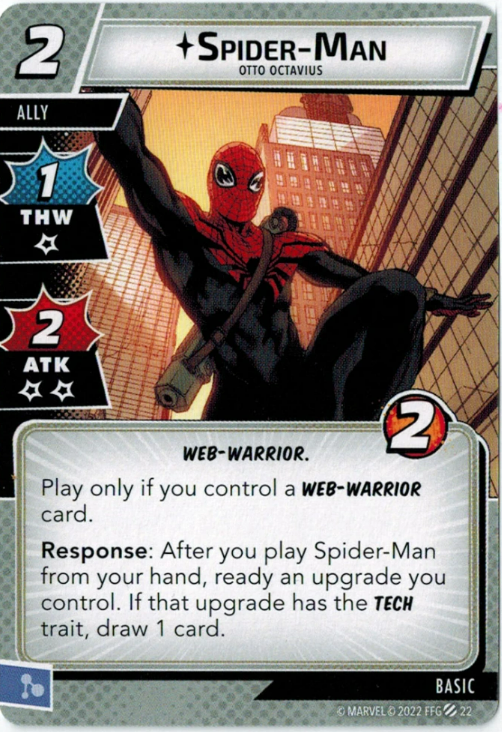 2
SPIDER-MAN
OTTO OCTAVIUS
ALLY
1
THW
2
ATK
2
WEB-WARRIOR.
Play only if you control a WEB-WARRIOR
card.
Response: After you play Spider-Man
from your hand, ready an upgrade you
control. If that upgrade has the TECH
trait, draw 1 card.
BASIC
© MARVEL © 2022 FFG 22